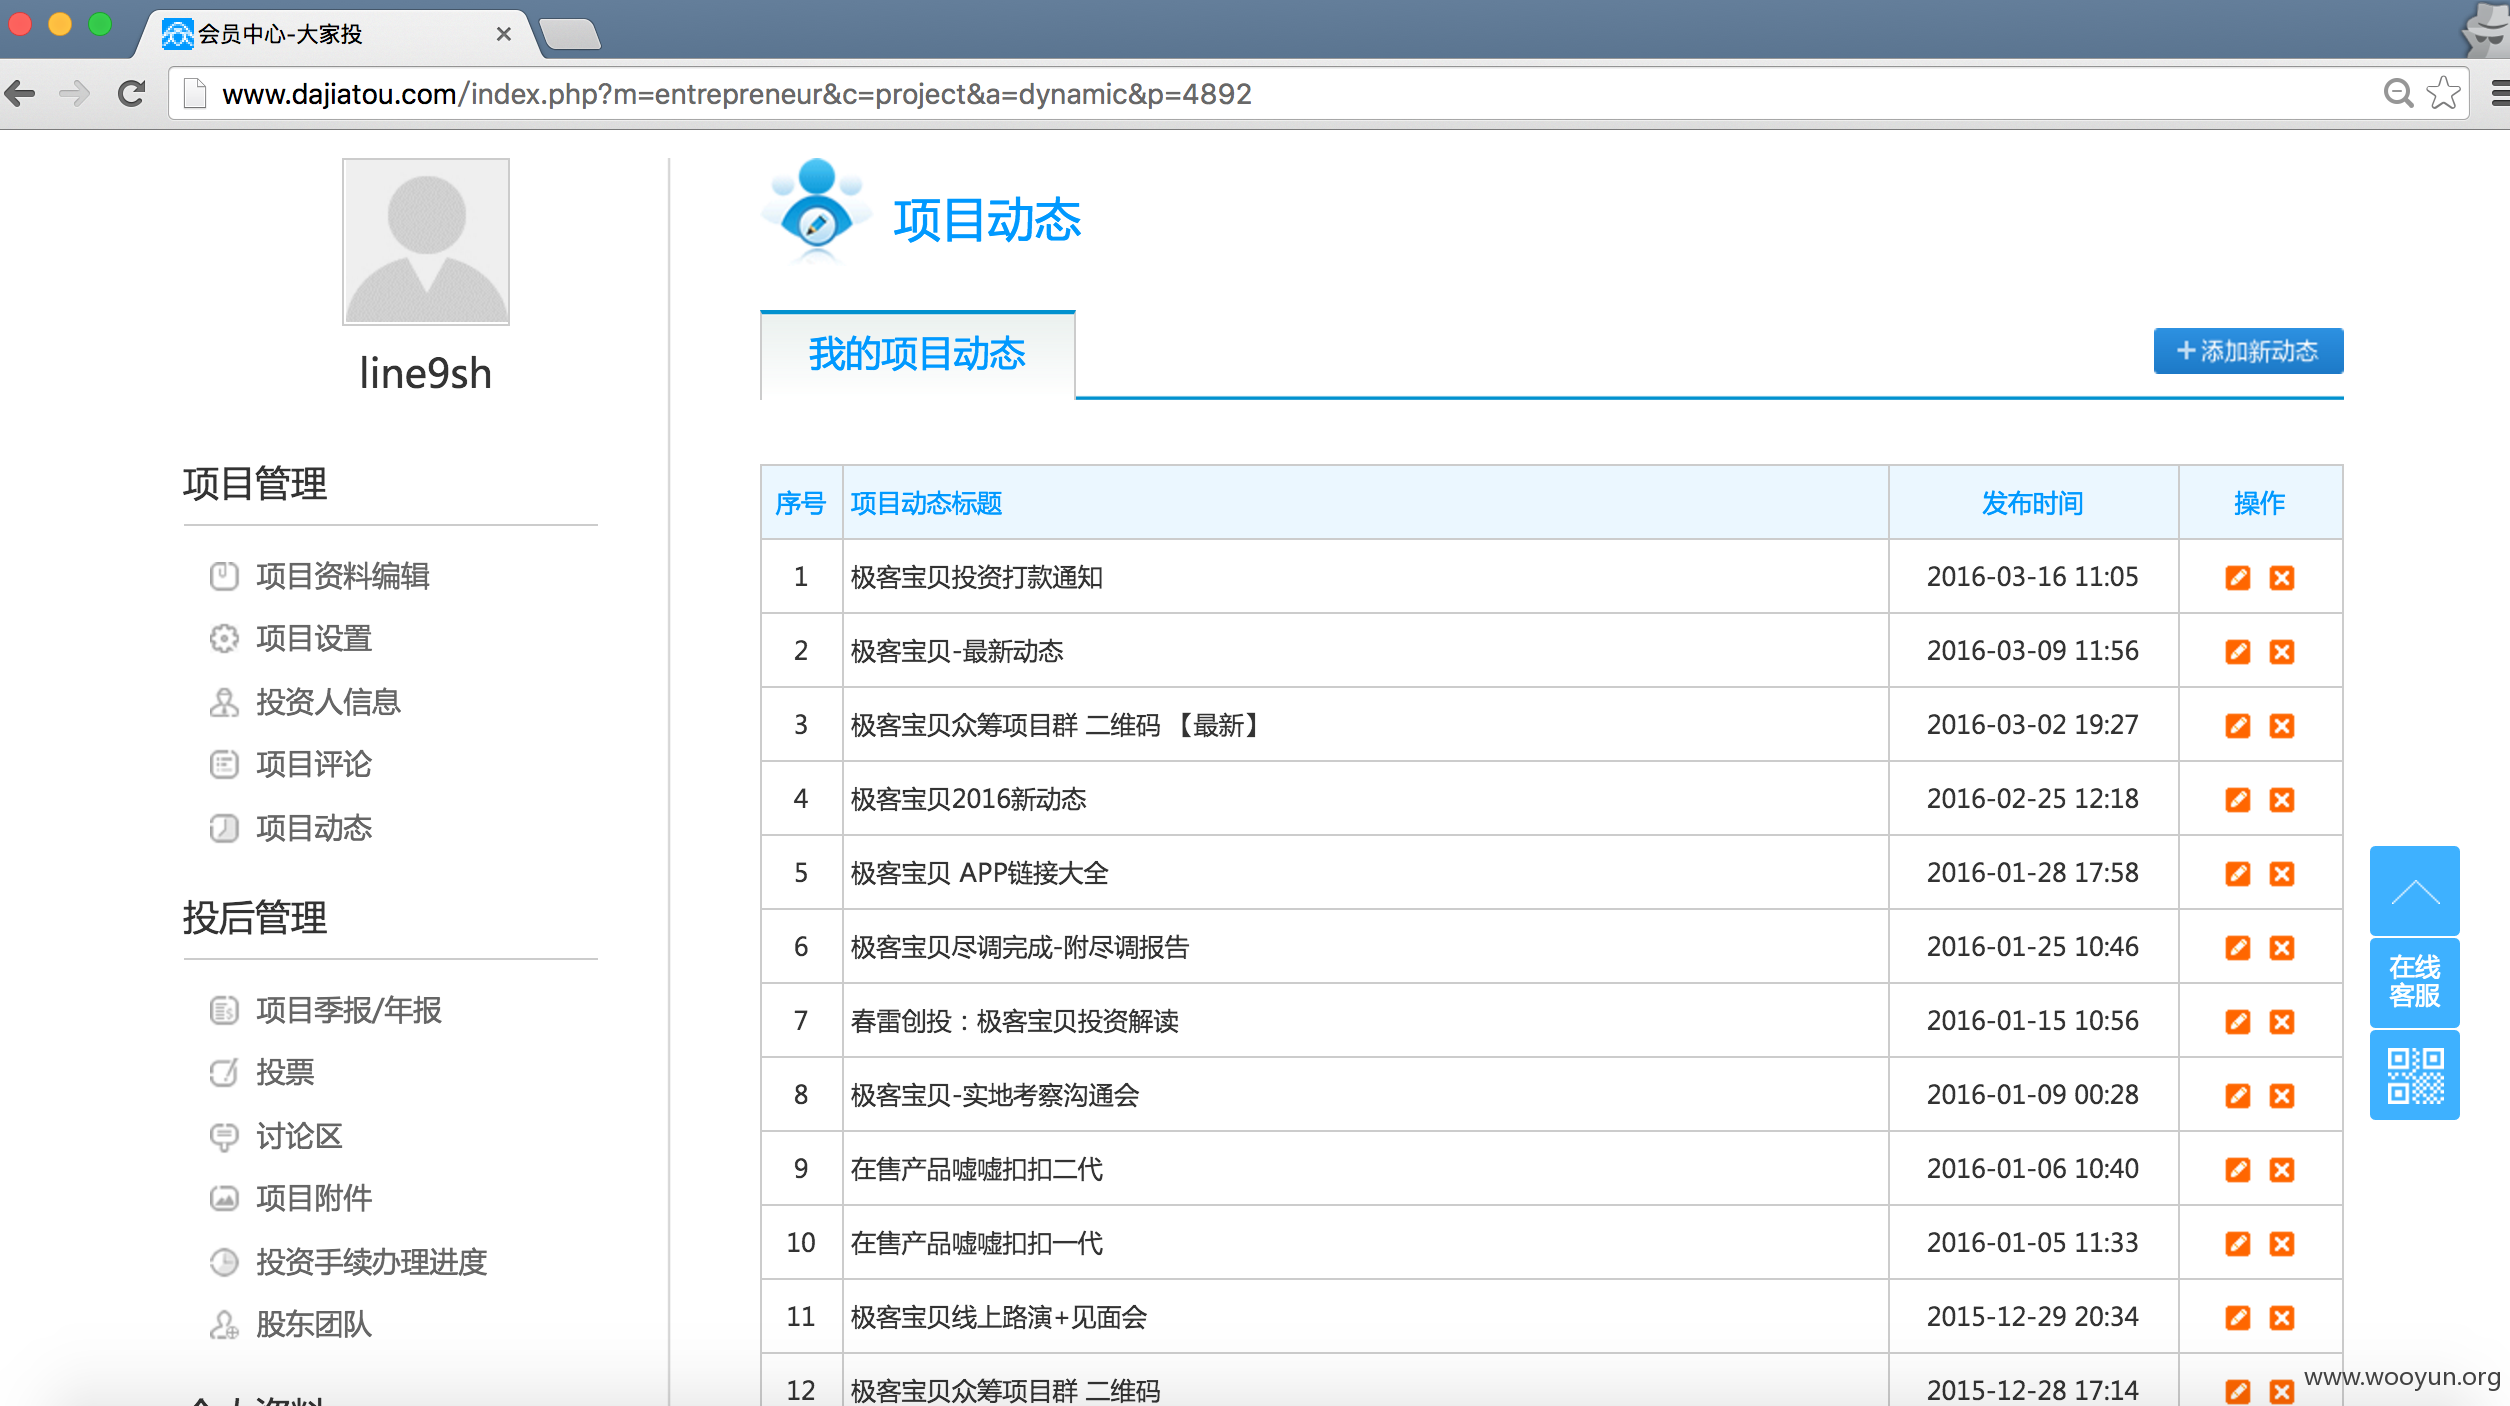 会员中心-大家投
www.dajiatou.com/index.php?m=entrepreneur&c=project&a=dynamic&p=4892
line9sh
项目管理
项目资料编辑
项目设置
投资人信息
项目评论
项目动态
投后管理
项目季报/年报
投票
讨论区
项目附件
投资手续办理进度
股东团队
个人资料
项目动态
我的项目动态
+添加新动态
序号 项目动态标题 发布时间 操作
1 极客宝贝投资打款通知 2016-03-16 11:05
2 极客宝贝-最新动态 2016-03-09 11:56
3 极客宝贝众筹项目群 二维码 【最新】 2016-03-02 19:27
4 极客宝贝2016新动态 2016-02-25 12:18
5 极客宝贝 APP链接大全 2016-01-28 17:58
6 极客宝贝尽调完成-附尽调报告 2016-01-25 10:46
7 春雷创投：极客宝贝投资解读 2016-01-15 10:56
8 极客宝贝-实地考察沟通会 2016-01-09 00:28
9 在售产品嘘嘘扣扣二代 2016-01-06 10:40
10 在售产品嘘嘘扣扣一代 2016-01-05 11:33
11 极客宝贝线上路演+见面会 2015-12-29 20:34
12 极客宝贝众筹项目群 二维码 2015-12-28 17:14
在线
客服
www.wooyun.org